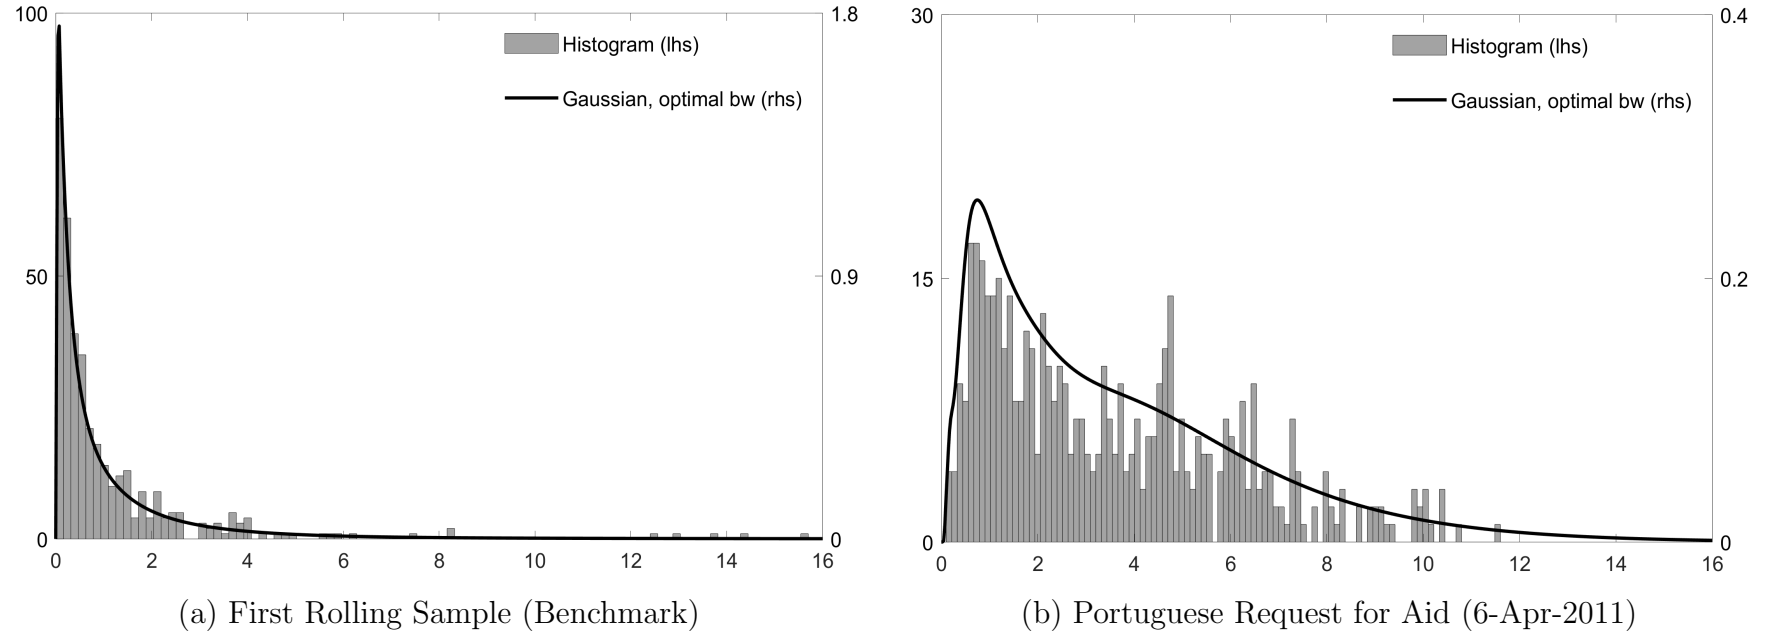 100
50
0
1.8
0.9
0
Histogram (lhs)
Gaussian, optimal bw (rhs)
0 2 4 6 8 10 12 14 16
(a) First Rolling Sample (Benchmark)
30
15
0
0.4
0.2
0
Histogram (lhs)
Gaussian, optimal bw (rhs)
0 2 4 6 8 10 12 14 16
(b) Portuguese Request for Aid (6-Apr-2011)